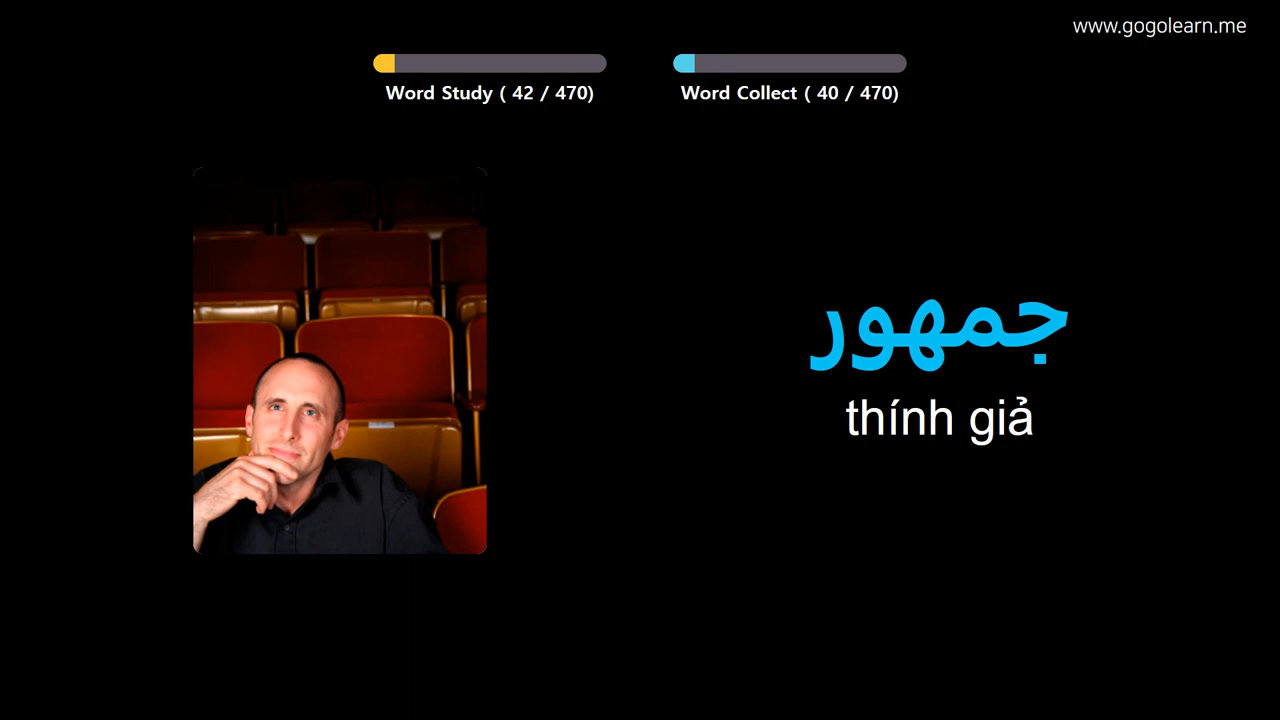 www.gogolearn.me
Word Study ( 42 / 470)
Word Collect ( 40 / 470)
جمهور
thính giả